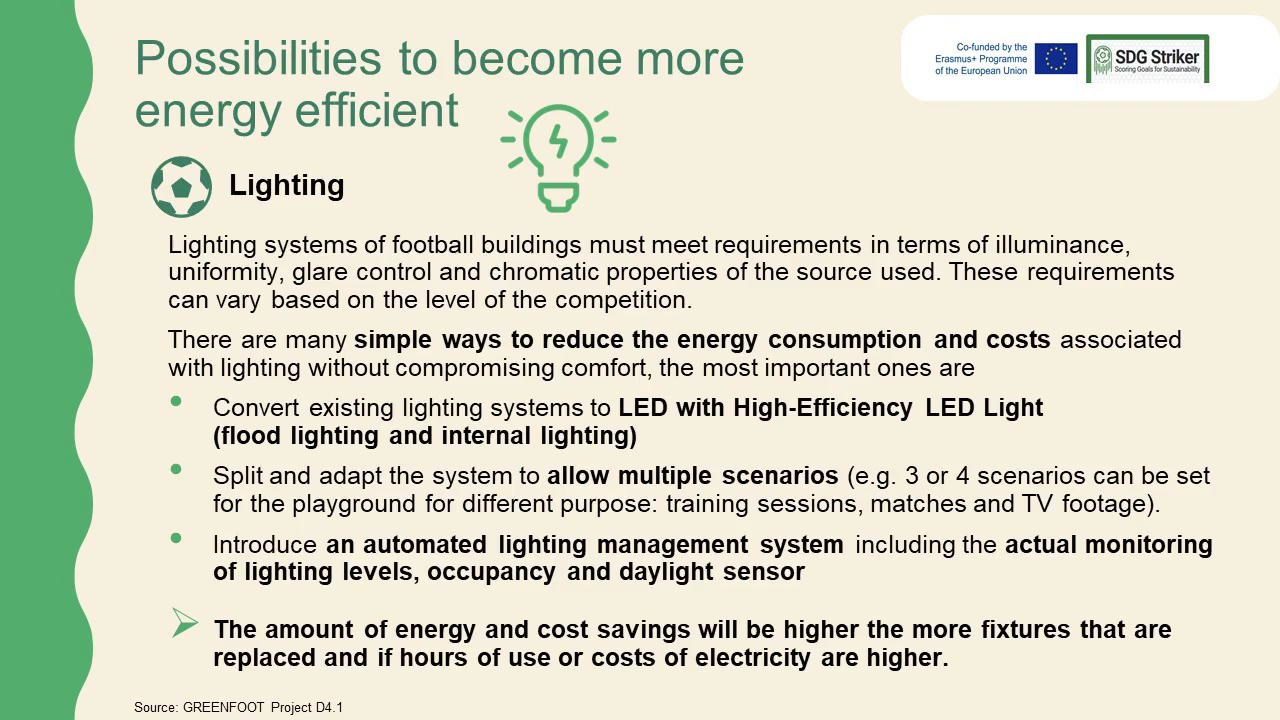 Possibilities to become more
energy efficient
Co-funded by the
Erasmus+ Programme
of the European Union
SDG Striker
Scoring Goals for Sustainability
Lighting
Lighting systems of football buildings must meet requirements in terms of illuminance,
uniformity, glare control and chromatic properties of the source used. These requirements
can vary based on the level of the competition.
There are many simple ways to reduce the energy consumption and costs associated
with lighting without compromising comfort, the most important ones are
• Convert existing lighting systems to LED with High-Efficiency LED Light
(flood lighting and internal lighting)
• Split and adapt the system to allow multiple scenarios (e.g. 3 or 4 scenarios can be set
for the playground for different purpose: training sessions, matches and TV footage).
• Introduce an automated lighting management system including the actual monitoring
of lighting levels, occupancy and daylight sensor
➢ The amount of energy and cost savings will be higher the more fixtures that are
replaced and if hours of use or costs of electricity are higher.
Source: GREENFOOT Project D4.1